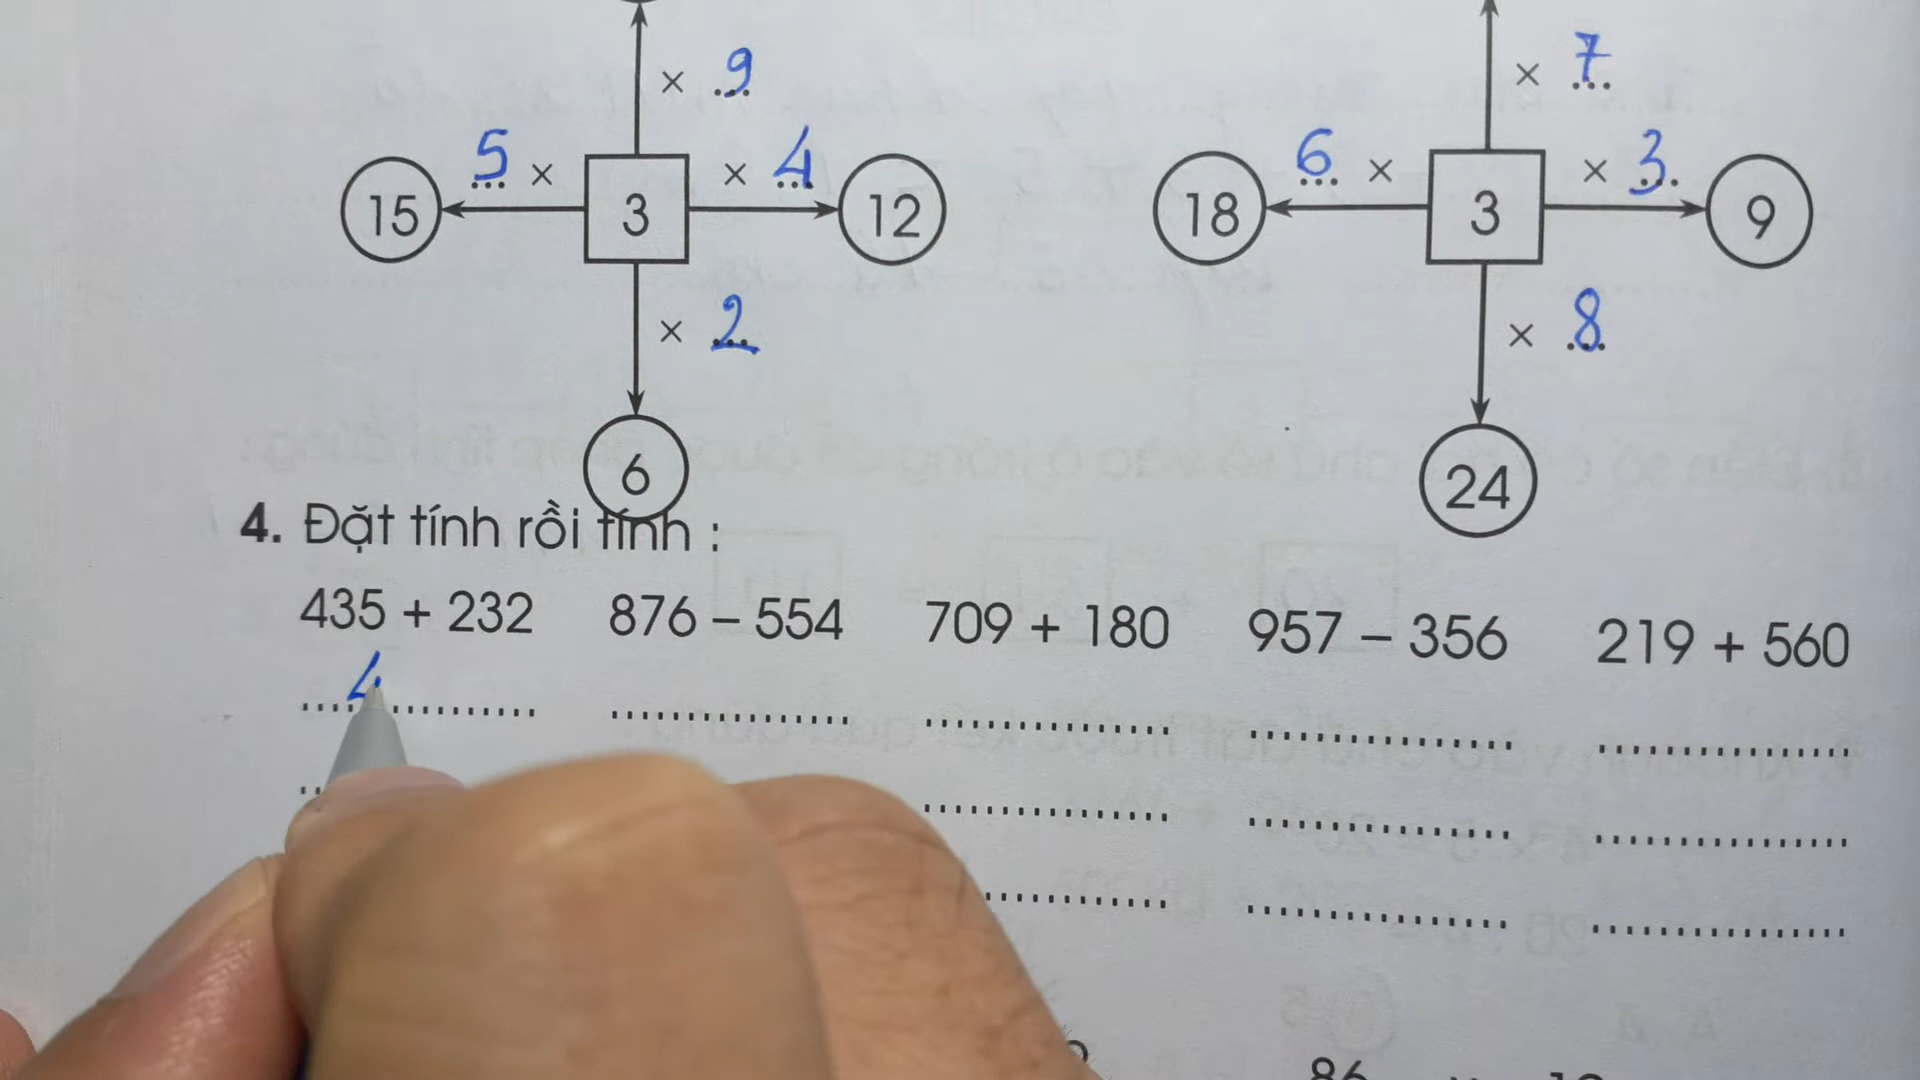 × 9 × 7
5 × × 4 6 × × 3
15 3 12 18 3 9
× 2 × 8
6 24
4. Đặt tính rồi tính :
435 + 232 876 – 554 709 + 180 957 – 356 219 + 560
4
86